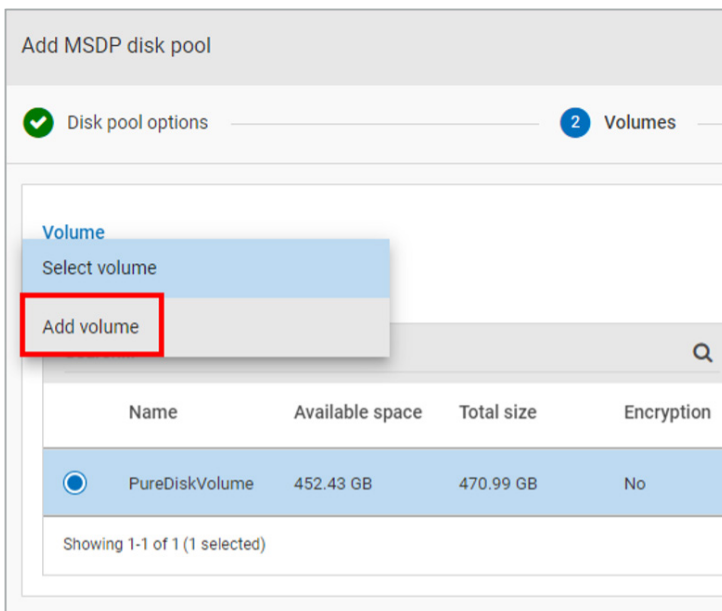 Add MSDP disk pool
Disk pool options
2 Volumes
Volume
Select volume
Add volume
Name Available space Total size Encryption
PureDiskVolume 452.43 GB 470.99 GB No
Showing 1-1 of 1 (1 selected)